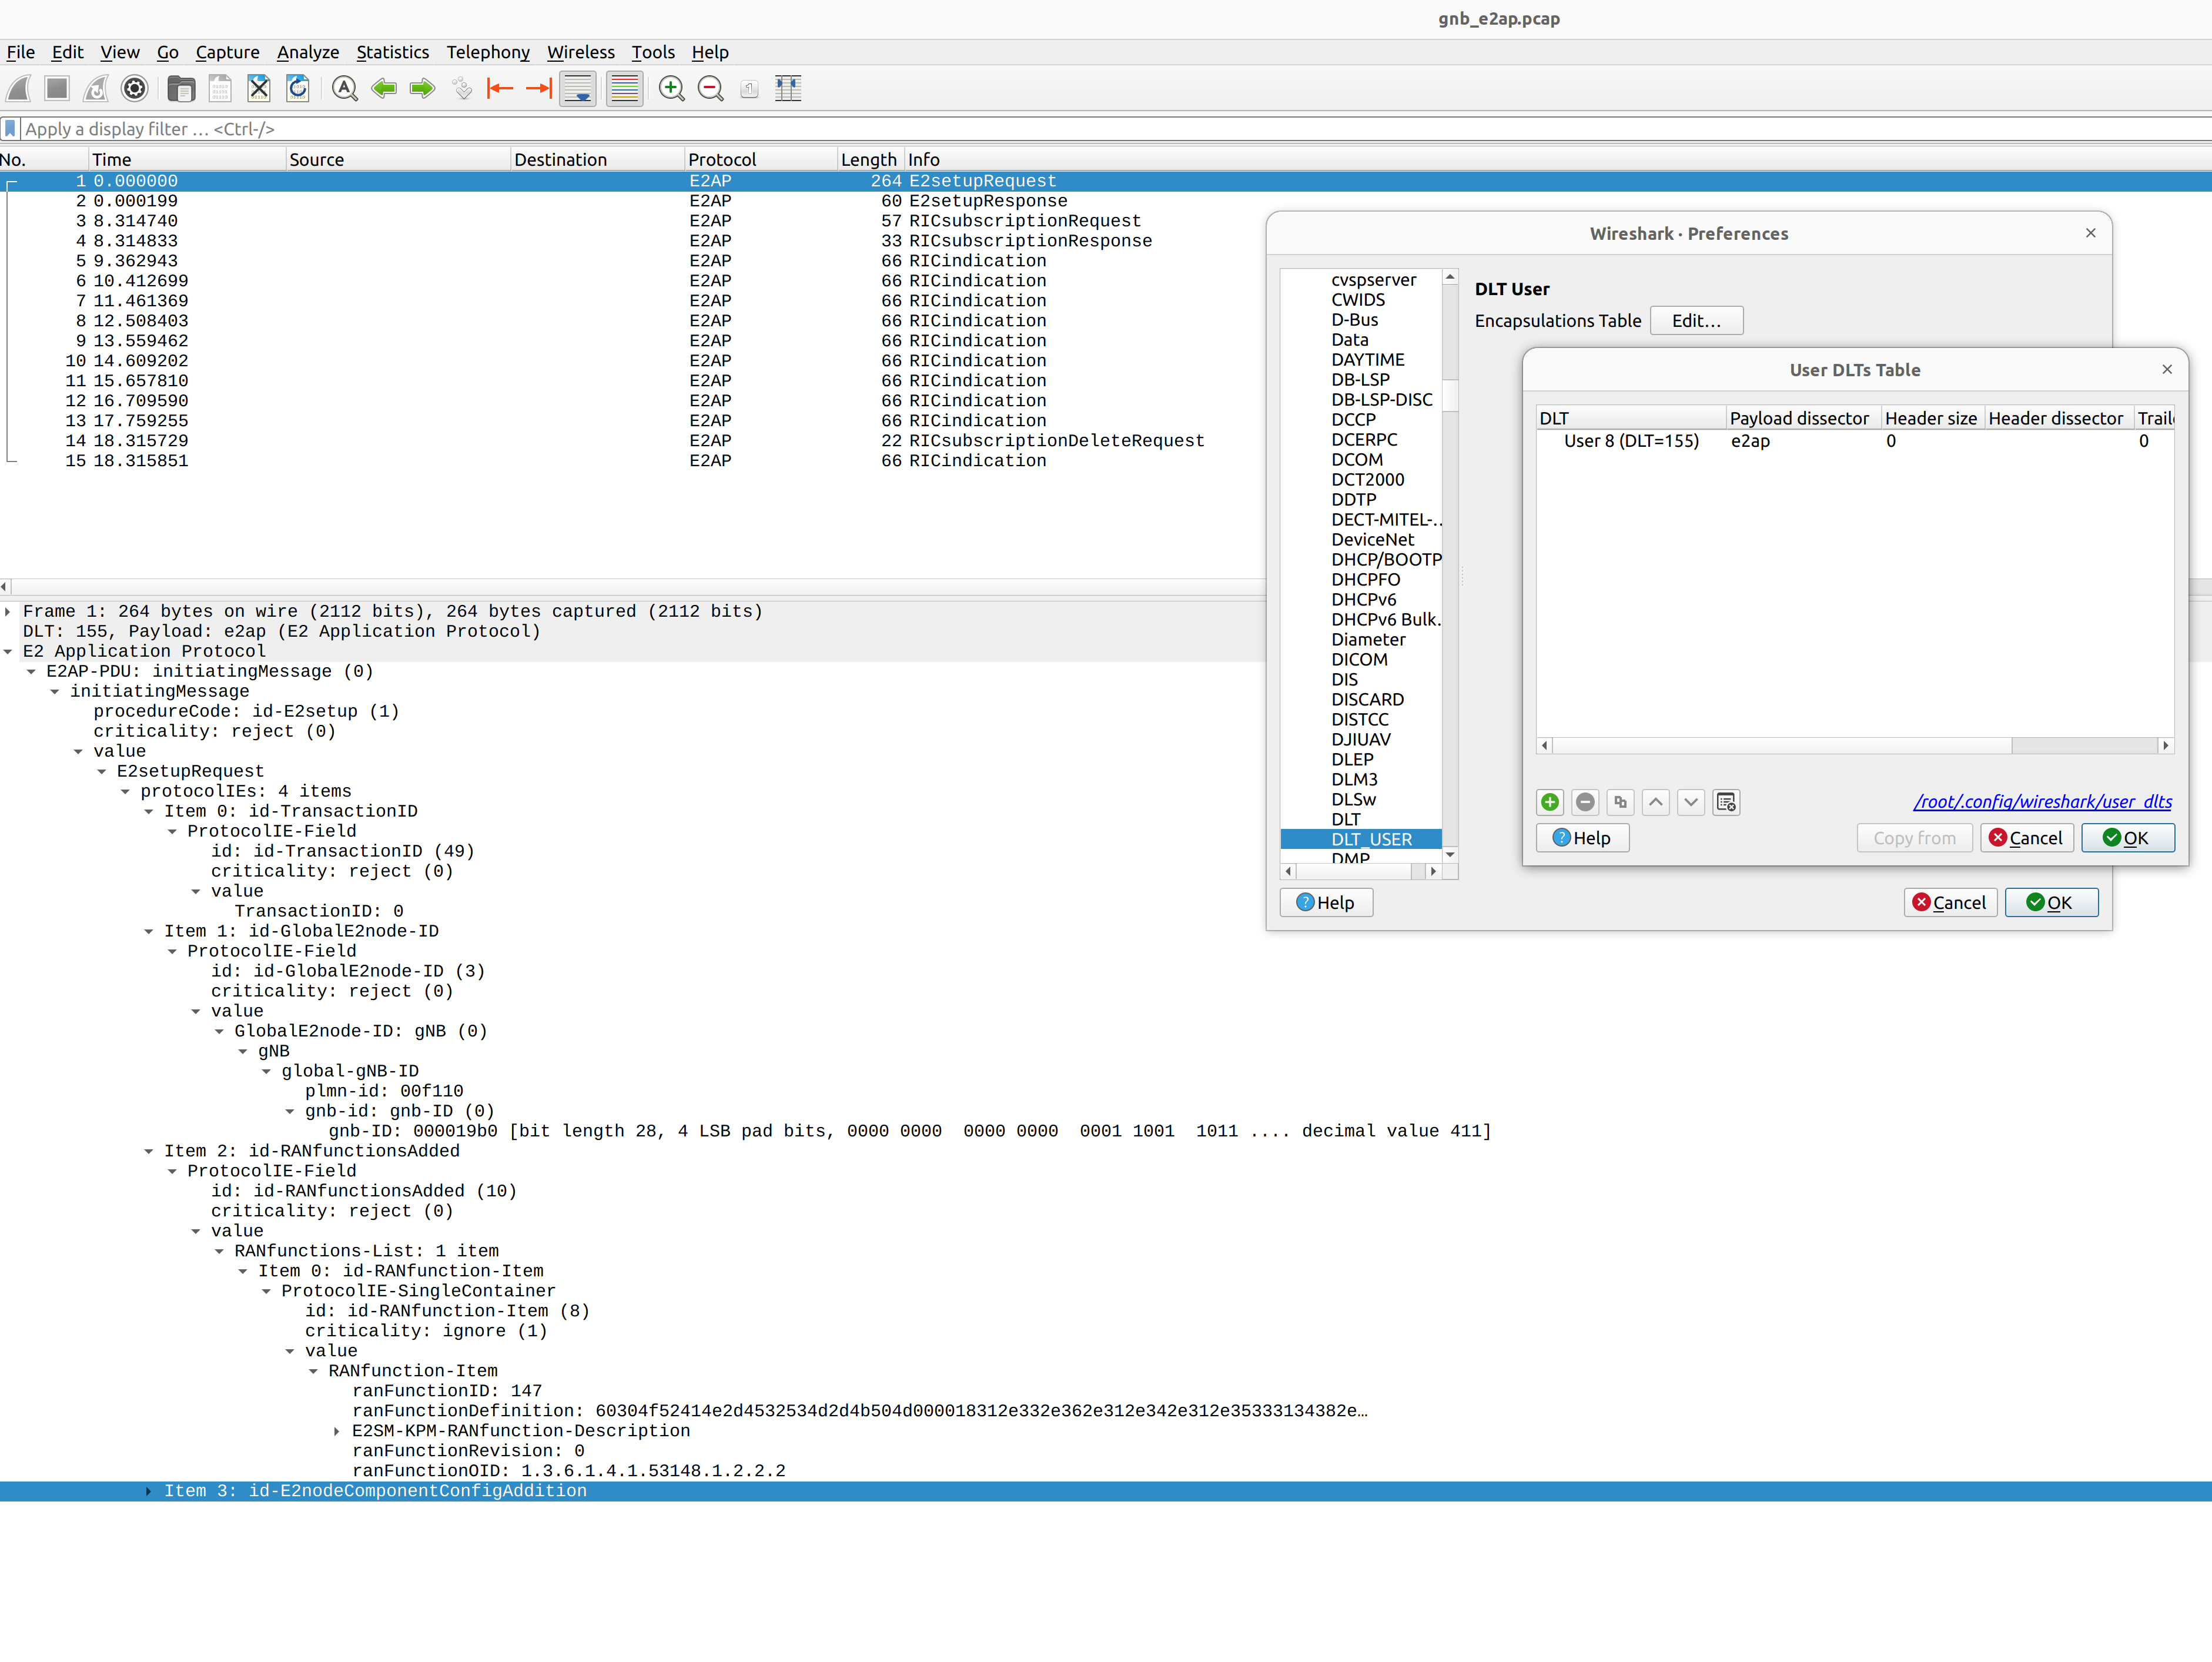 gnb_e2ap.pcap
File Edit View Go Capture Analyze Statistics Telephony Wireless Tools Help
Apply a display filter … <Ctrl-/>
No. Time Source Destination Protocol Length Info
1 0.000000 E2AP 264 E2setupRequest
2 0.000199 E2AP 60 E2setupResponse
3 8.314740 E2AP 57 RICsubscriptionRequest
4 8.314833 E2AP 33 RICsubscriptionResponse
5 9.362943 E2AP 66 RICindication
6 10.412699 E2AP 66 RICindication
7 11.461369 E2AP 66 RICindication
8 12.508403 E2AP 66 RICindication
9 13.559462 E2AP 66 RICindication
10 14.609202 E2AP 66 RICindication
11 15.657810 E2AP 66 RICindication
12 16.709590 E2AP 66 RICindication
13 17.759255 E2AP 66 RICindication
14 18.315729 E2AP 22 RICsubscriptionDeleteRequest
15 18.315851 E2AP 66 RICindication
Frame 1: 264 bytes on wire (2112 bits), 264 bytes captured (2112 bits)
DLT: 155, Payload: e2ap (E2 Application Protocol)
E2 Application Protocol
E2AP-PDU: initiatingMessage (0)
initiatingMessage
procedureCode: id-E2setup (1)
criticality: reject (0)
value
E2setupRequest
protocolIEs: 4 items
Item 0: id-TransactionID
ProtocolIE-Field
id: id-TransactionID (49)
criticality: reject (0)
value
TransactionID: 0
Item 1: id-GlobalE2node-ID
ProtocolIE-Field
id: id-GlobalE2node-ID (3)
criticality: reject (0)
value
GlobalE2node-ID: gNB (0)
gNB
global-gNB-ID
plmn-id: 00f110
gnb-id: gnb-ID (0)
gnb-ID: 000019b0 [bit length 28, 4 LSB pad bits, 0000 0000 0000 0000 0001 1001 1011 .... decimal value 411]
Item 2: id-RANfunctionsAdded
ProtocolIE-Field
id: id-RANfunctionsAdded (10)
criticality: reject (0)
value
RANfunctions-List: 1 item
Item 0: id-RANfunction-Item
ProtocolIE-SingleContainer
id: id-RANfunction-Item (8)
criticality: ignore (1)
value
RANfunction-Item
ranFunctionID: 147
ranFunctionDefinition: 60304f52414e2d4532534d2d4b504d000018312e332e362e312e342e312e35333134382e…
E2SM-KPM-RANfunction-Description
ranFunctionRevision: 0
ranFunctionOID: 1.3.6.1.4.1.53148.1.2.2.2
Item 3: id-E2nodeComponentConfigAddition
Wireshark · Preferences
cvspserver
CWIDS
D-Bus
Data
DAYTIME
DB-LSP
DB-LSP-DISC
DCCP
DCERPC
DCOM
DCT2000
DDTP
DECT-MITEL-…
DeviceNet
DHCP/BOOTP
DHCPFO
DHCPv6
DHCPv6 Bulk…
Diameter
DICOM
DIS
DISCARD
DISTCC
DJIUAV
DLEP
DLM3
DLSw
DLT
DLT_USER
DMP
DLT User
Encapsulations Table Edit…
Help Cancel OK
User DLTs Table
DLT Payload dissector Header size Header dissector Trail
User 8 (DLT=155) e2ap 0 0
/root/.config/wireshark/user_dlts
Help Copy from Cancel OK